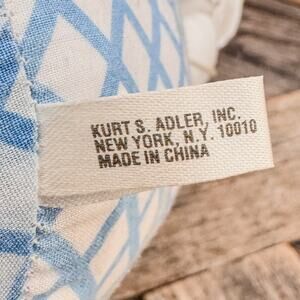 KURT S. ADLER, INC.
NEW YORK, N.Y. 10010
MADE IN CHINA